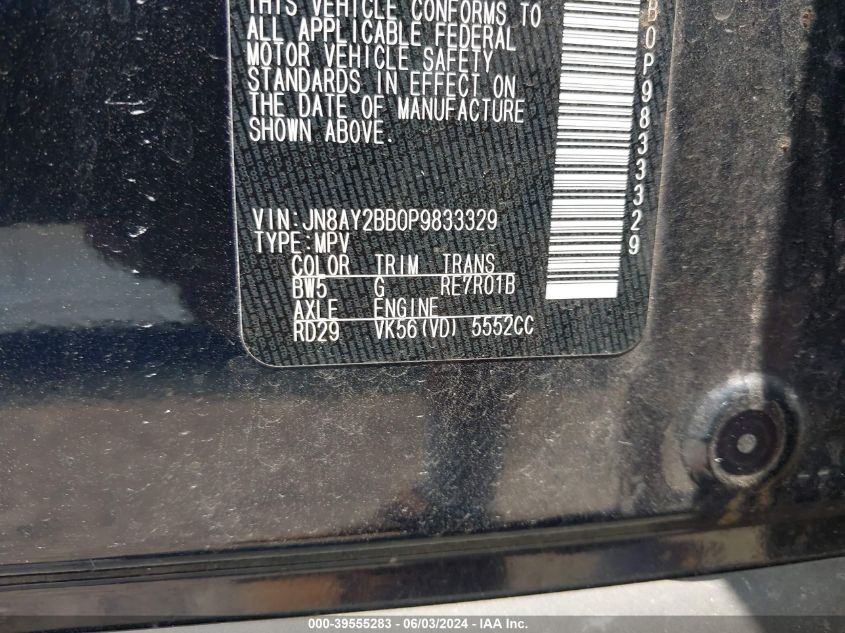 THIS VEHICLE CONFORMS TO
ALL APPLICABLE FEDERAL
MOTOR VEHICLE SAFETY
STANDARDS IN EFFECT ON
THE DATE OF MANUFACTURE
SHOWN ABOVE.
VIN:JN8AY2BB0P9833329
TYPE:MPV
COLOR TRIM TRANS
BW5 G RE7R01B
AXLE ENGINE
RD29 VK56(VD) 5552CC
B0P9833329
000-39555283 - 06/03/2024 - IAA Inc.